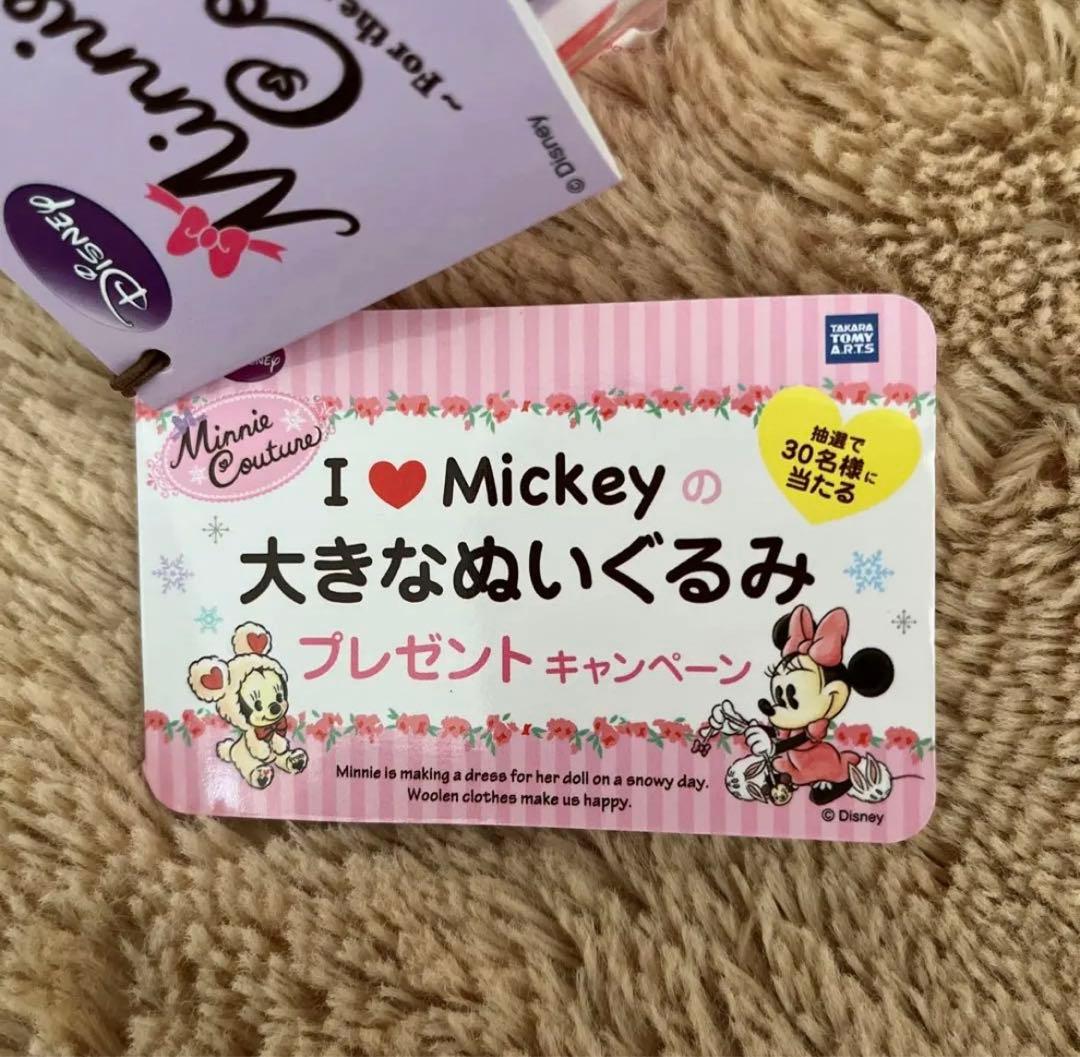 ~For the
© Disney
DISNEY
TAKARA
TOMY
A.R.T.S
Minnie
Couture
I ♥ Mickeyの
大きなぬいぐるみ
プレゼント キャンペーン
抽選で
30名様に
当たる
Minnie is making a dress for her doll on a snowy day.
Woolen clothes make us happy.
© Disney